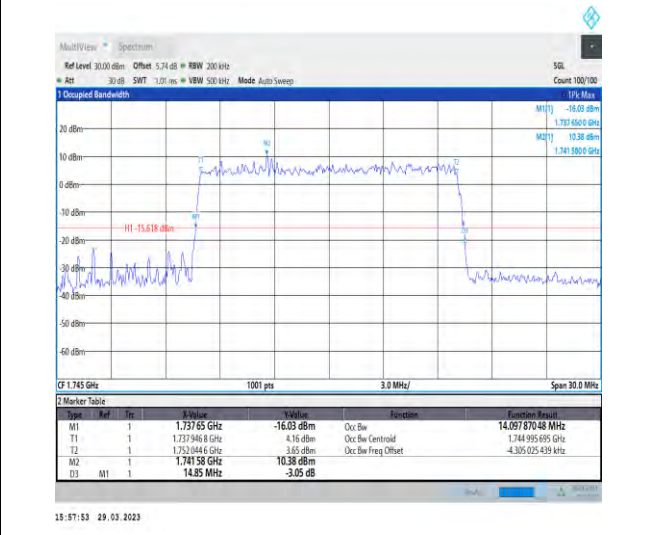 MultiView Spectrum
Ref Level 30.00 dBm Offset 5.74 dB RBW 200 kHz SGL
Att 30 dB SWT 1.01 ms VBW 500 kHz Mode Auto Sweep Count 100/100
1 Occupied Bandwidth 1Pk Max
M1[1] -16.03 dBm
1.737 650 0 GHz
M2[1] 10.38 dBm
1.741 580 0 GHz
20 dBm
M2
10 dBm
T1 T2
0 dBm
-10 dBm
M1
H1 -15.618 dBm
-20 dBm
-30 dBm
-40 dBm
-50 dBm
-60 dBm
CF 1.745 GHz 1001 pts 3.0 MHz/ Span 30.0 MHz
2 Marker Table
Type Ref Trc X-Value Y-Value Function Function Result
M1 1 1.737 65 GHz -16.03 dBm Occ Bw 14.097 870 48 MHz
T1 1 1.737 946 8 GHz 4.16 dBm Occ Bw Centroid 1.744 995 695 GHz
T2 1 1.752 044 6 GHz 3.65 dBm Occ Bw Freq Offset -4.305 025 439 kHz
M2 1 1.741 58 GHz 10.38 dBm
D3 M1 1 14.85 MHz -3.05 dB
15:57:53 29.03.2023